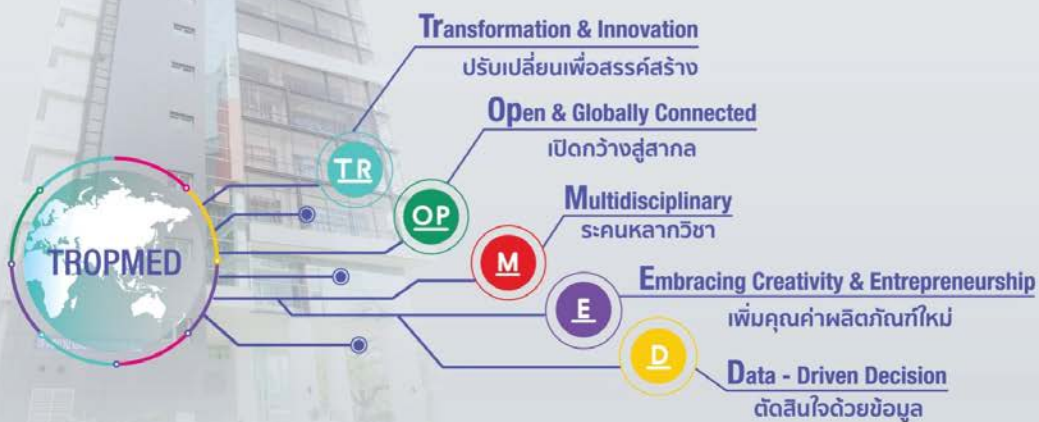 Transformation & Innovation
ปรับเปลี่ยนเพื่อสรรค์สร้าง
Open & Globally Connected
เปิดกว้างสู่สากล
TR
OP
Multidisciplinary
ระคนหลากวิชา
TROPMED
M
Embracing Creativity & Entrepreneurship
เพิ่มคุณค่าผลิตภัณฑ์ใหม่
E
D
Data - Driven Decision
ตัดสินใจด้วยข้อมูล